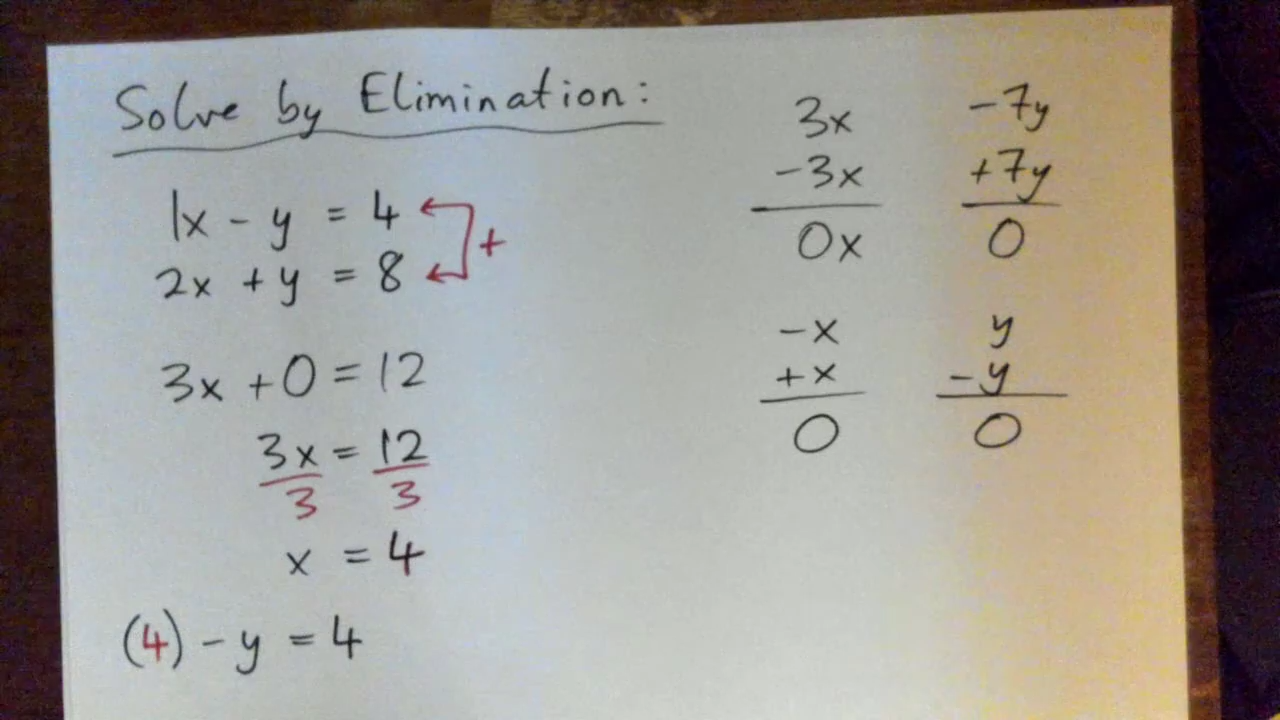 Solve by Elimination:
1x - y = 4
+
2x + y = 8
3x + 0 = 12
3x = 12
3 3
x = 4
(4) - y = 4
3x
-3x
0x
-7y
+7y
0
-x
+x
0
y
-y
0